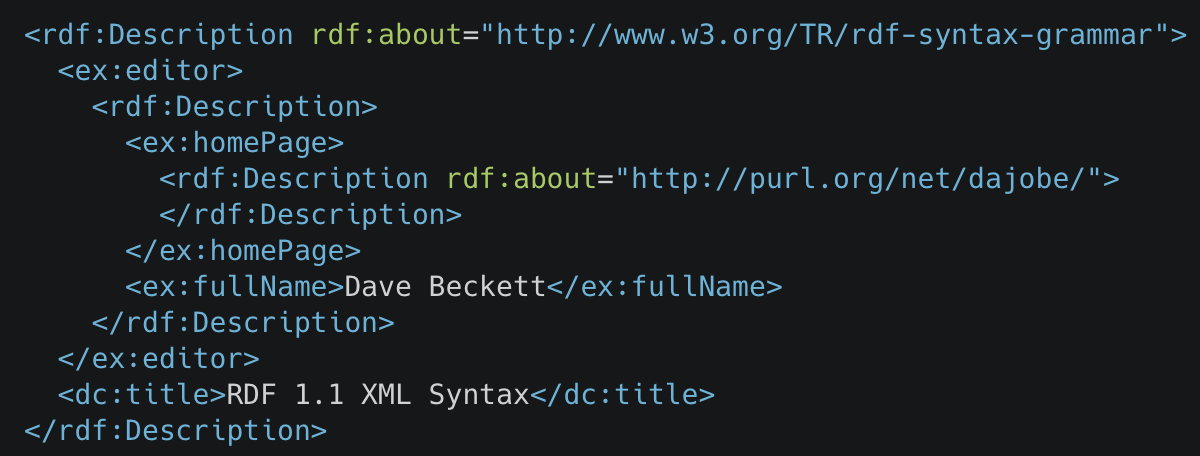 <rdf:Description rdf:about="http://www.w3.org/TR/rdf-syntax-grammar">
  <ex:editor>
    <rdf:Description>
      <ex:homePage>
        <rdf:Description rdf:about="http://purl.org/net/dajobe/">
        </rdf:Description>
      </ex:homePage>
      <ex:fullName>Dave Beckett</ex:fullName>
    </rdf:Description>
  </ex:editor>
  <dc:title>RDF 1.1 XML Syntax</dc:title>
</rdf:Description>